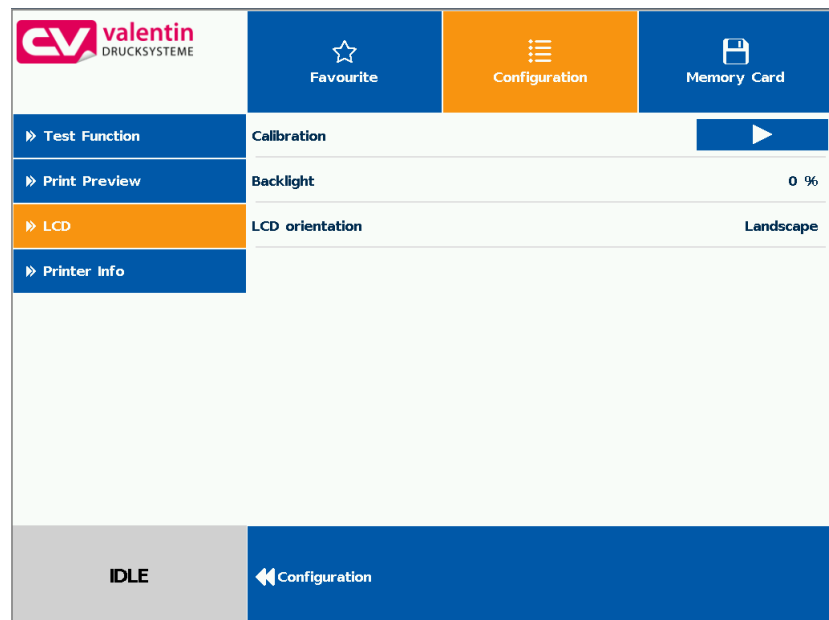 valentin
DRUCKSYSTEME
Favourite
Configuration
Memory Card
Test Function
Calibration
Print Preview
Backlight
0 %
LCD
LCD orientation
Landscape
Printer Info
IDLE
Configuration